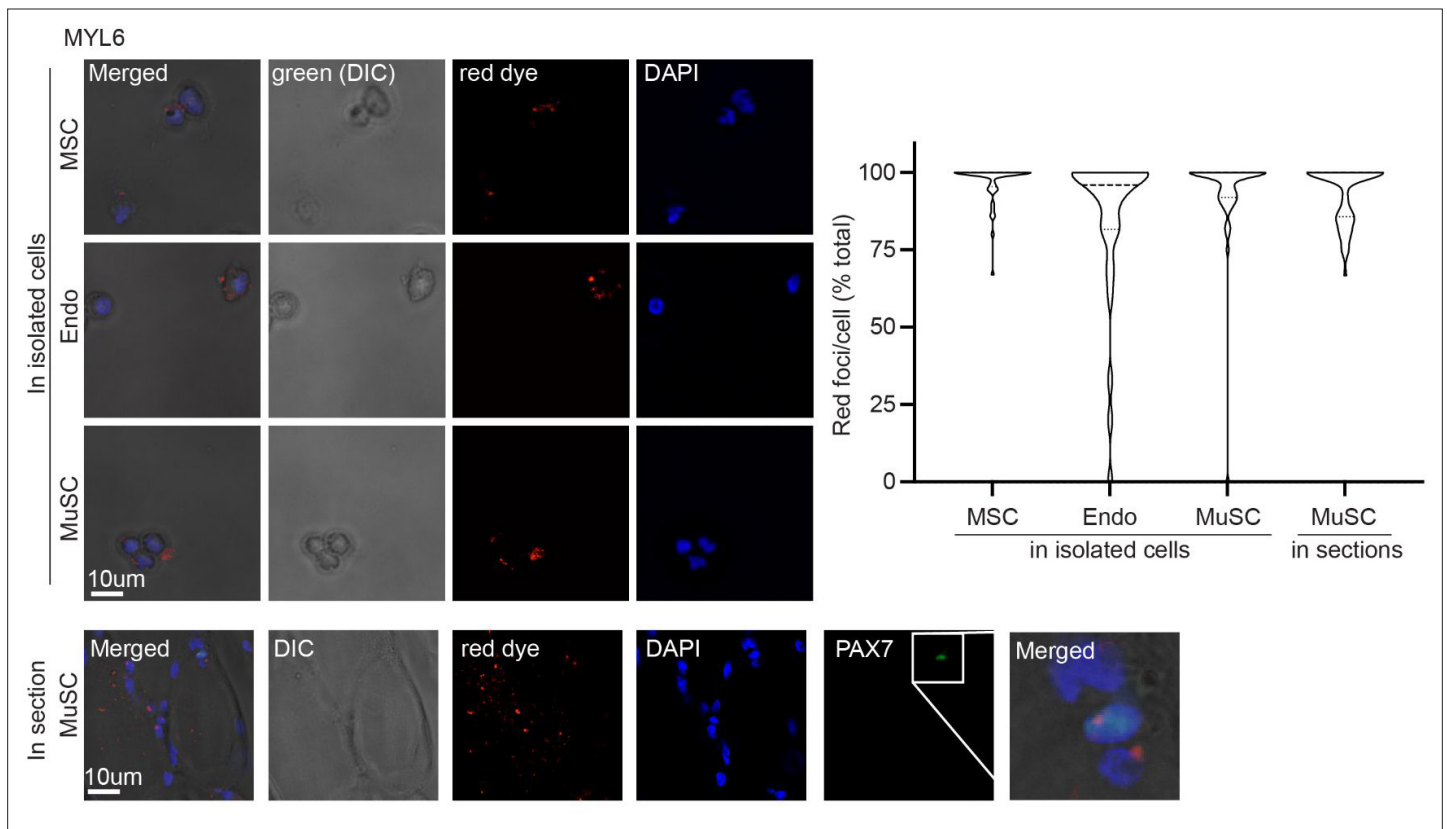 MYL6
Merged
green (DIC)
red dye
DAPI
In isolated cells
MSC
Endo
MuSC
10um
Red foci/cell (% total)
100
75
50
25
0
MSC
Endo
MuSC
MuSC
in isolated cells
in sections
In section
MuSC
Merged
DIC
red dye
DAPI
PAX7
Merged
10um